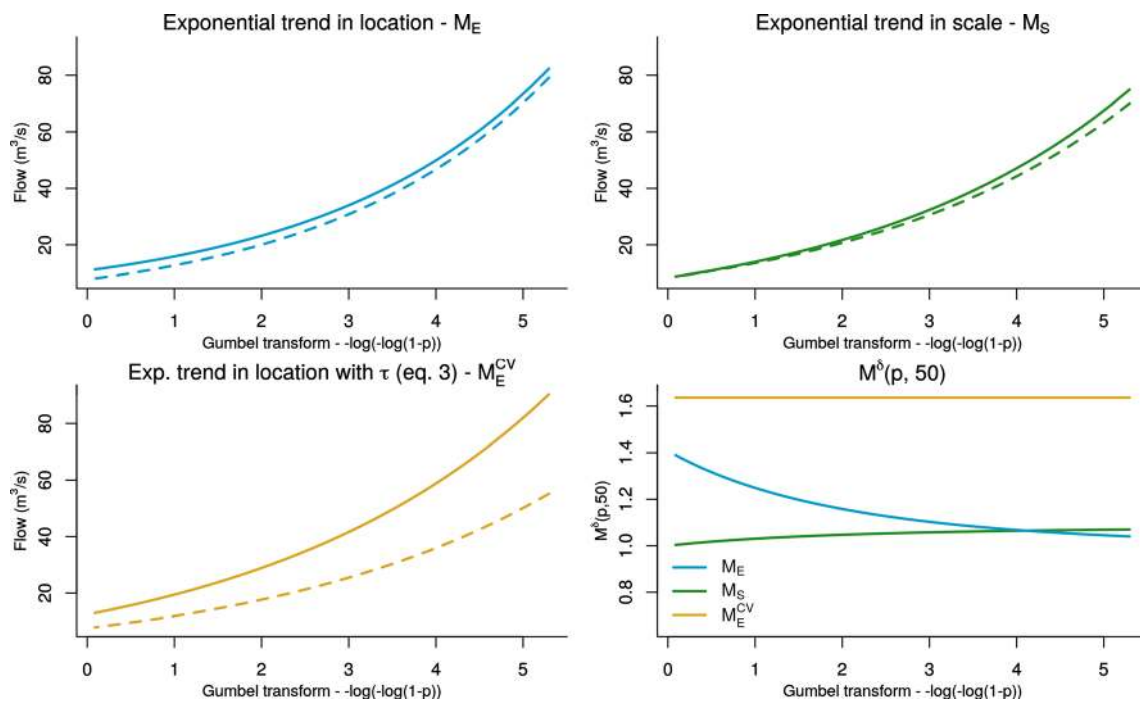 Exponential trend in location - M_E
Flow (m³/s)
80
60
40
20
0 1 2 3 4 5
Gumbel transform - -log(-log(1-p))
Exponential trend in scale - M_S
Flow (m³/s)
80
60
40
20
0 1 2 3 4 5
Gumbel transform - -log(-log(1-p))
Exp. trend in location with τ (eq. 3) - M_E^CV
Flow (m³/s)
80
60
40
20
0 1 2 3 4 5
Gumbel transform - -log(-log(1-p))
M^δ(p, 50)
M^δ(p,50)
1.6
1.4
1.2
1.0
0.8
M_E
M_S
M_E^CV
0 1 2 3 4 5
Gumbel transform - -log(-log(1-p))